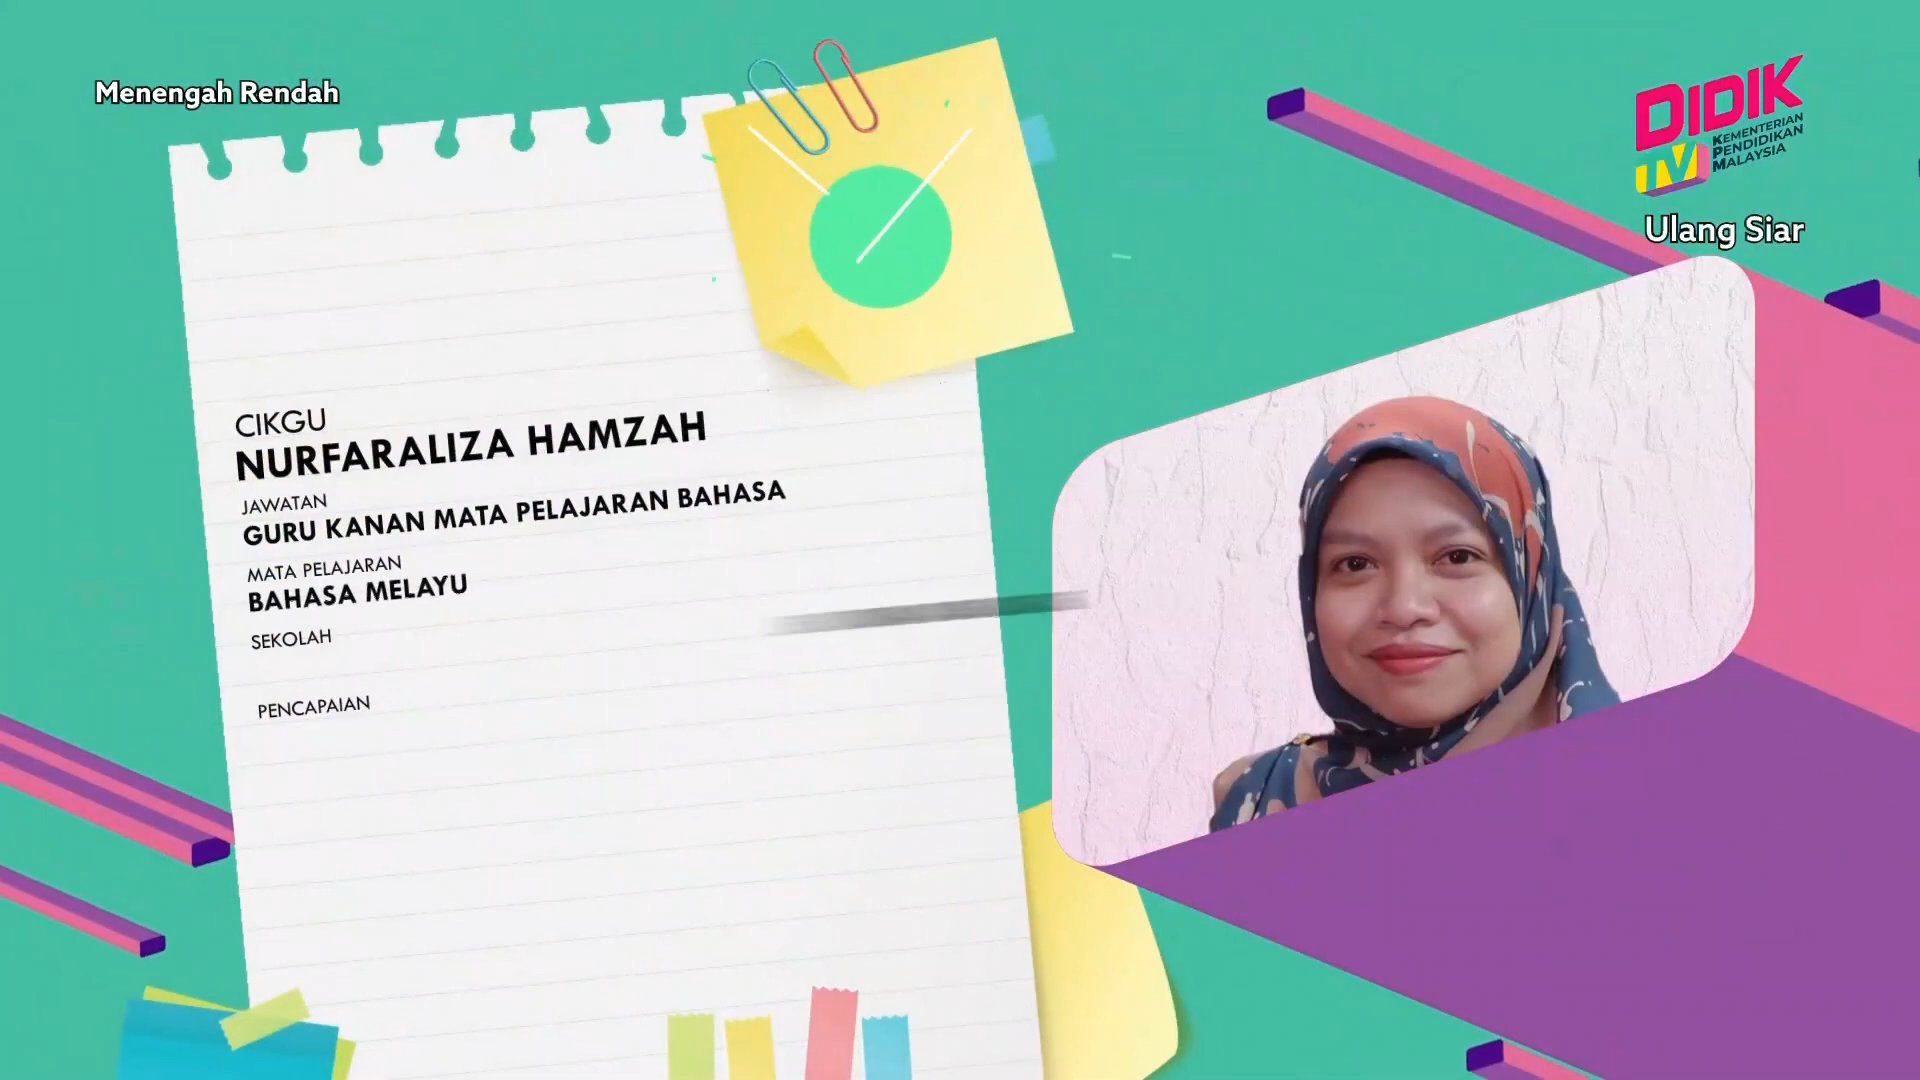 Menengah Rendah
DIDIK
TV
KEMENTERIAN
PENDIDIKAN
MALAYSIA
Ulang Siar
CIKGU
NURFARALIZA HAMZAH
JAWATAN
GURU KANAN MATA PELAJARAN BAHASA
MATA PELAJARAN
BAHASA MELAYU
SEKOLAH
PENCAPAIAN